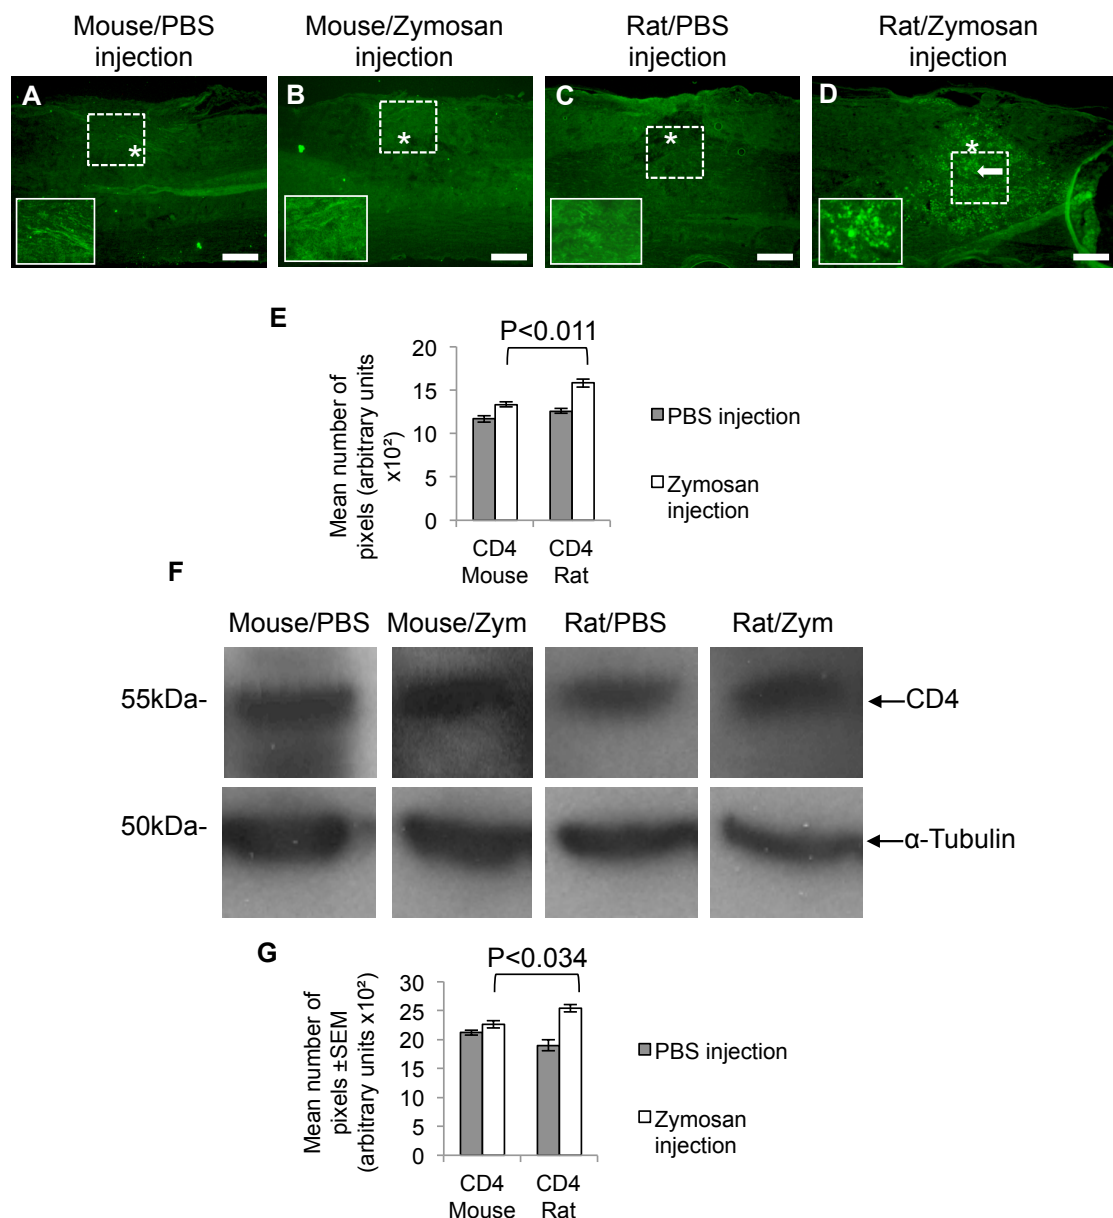 Mouse/PBS
injection
Mouse/Zymosan
injection
Rat/PBS
injection
Rat/Zymosan
injection
A
B
C
D
*
*
*
*
E
P<0.011
Mean number of
pixels (arbitrary units
x10²)
20
15
10
5
0
CD4
Mouse
CD4
Rat
PBS injection
Zymosan
injection
F
Mouse/PBS
Mouse/Zym
Rat/PBS
Rat/Zym
55kDa-
CD4
50kDa-
α-Tubulin
G
P<0.034
Mean number of
pixels ±SEM
(arbitrary units x10²)
30
25
20
15
10
5
0
CD4
Mouse
CD4
Rat
PBS injection
Zymosan
injection